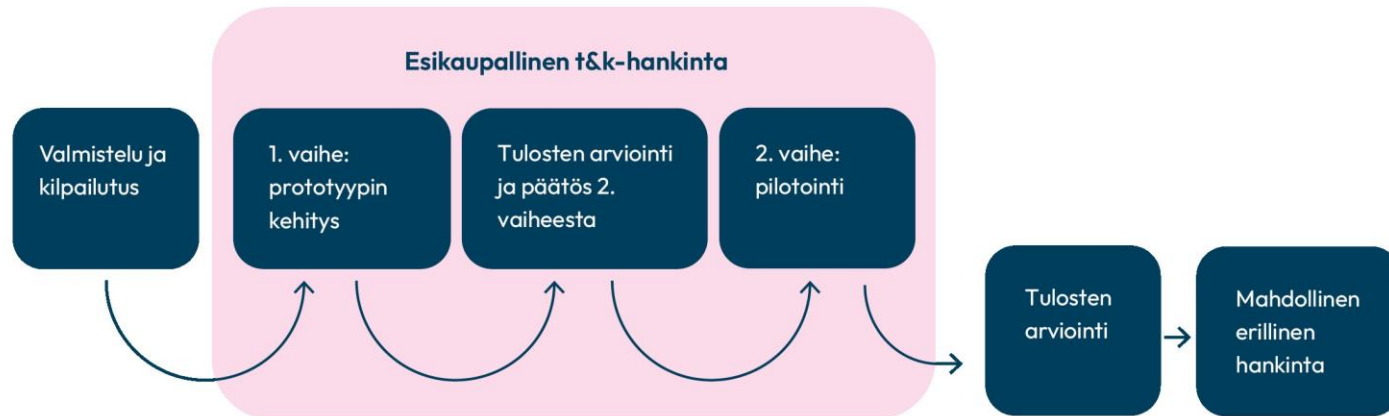 Esikaupallinen t&k-hankinta
Valmistelu ja
kilpailutus
1. vaihe:
prototyypin
kehitys
Tulosten arviointi
ja päätös 2.
vaiheesta
2. vaihe:
pilotointi
Tulosten
arviointi
Mahdollinen
erillinen
hankinta